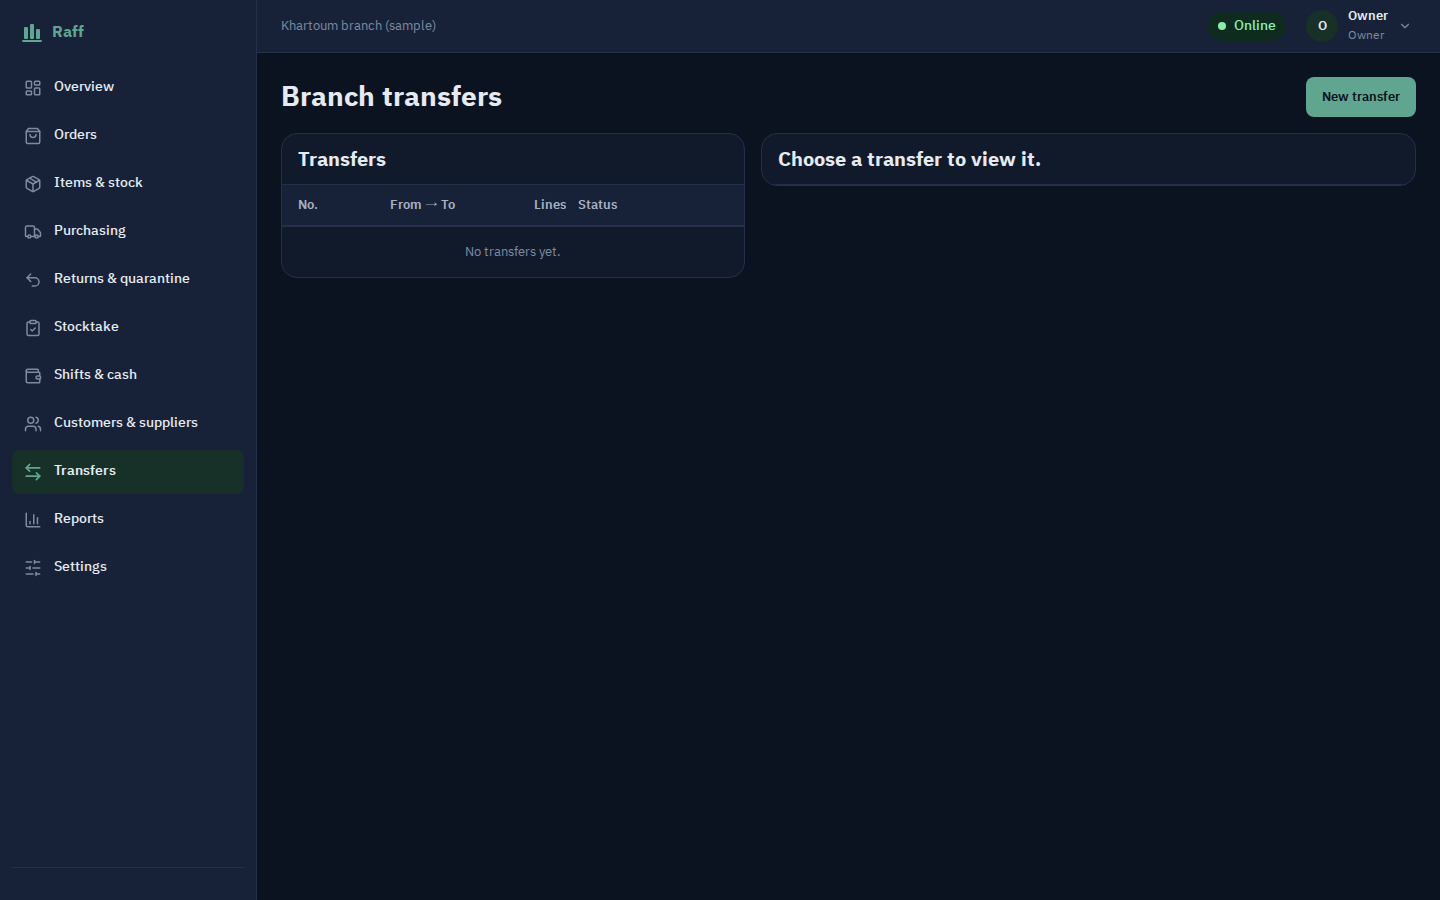 Raff
Overview
Orders
Items & stock
Purchasing
Returns & quarantine
Stocktake
Shifts & cash
Customers & suppliers
Transfers
Reports
Settings
Khartoum branch (sample)
Online
O
Owner
Owner
Branch transfers
New transfer
Transfers
No. From → To Lines Status
No transfers yet.
Choose a transfer to view it.